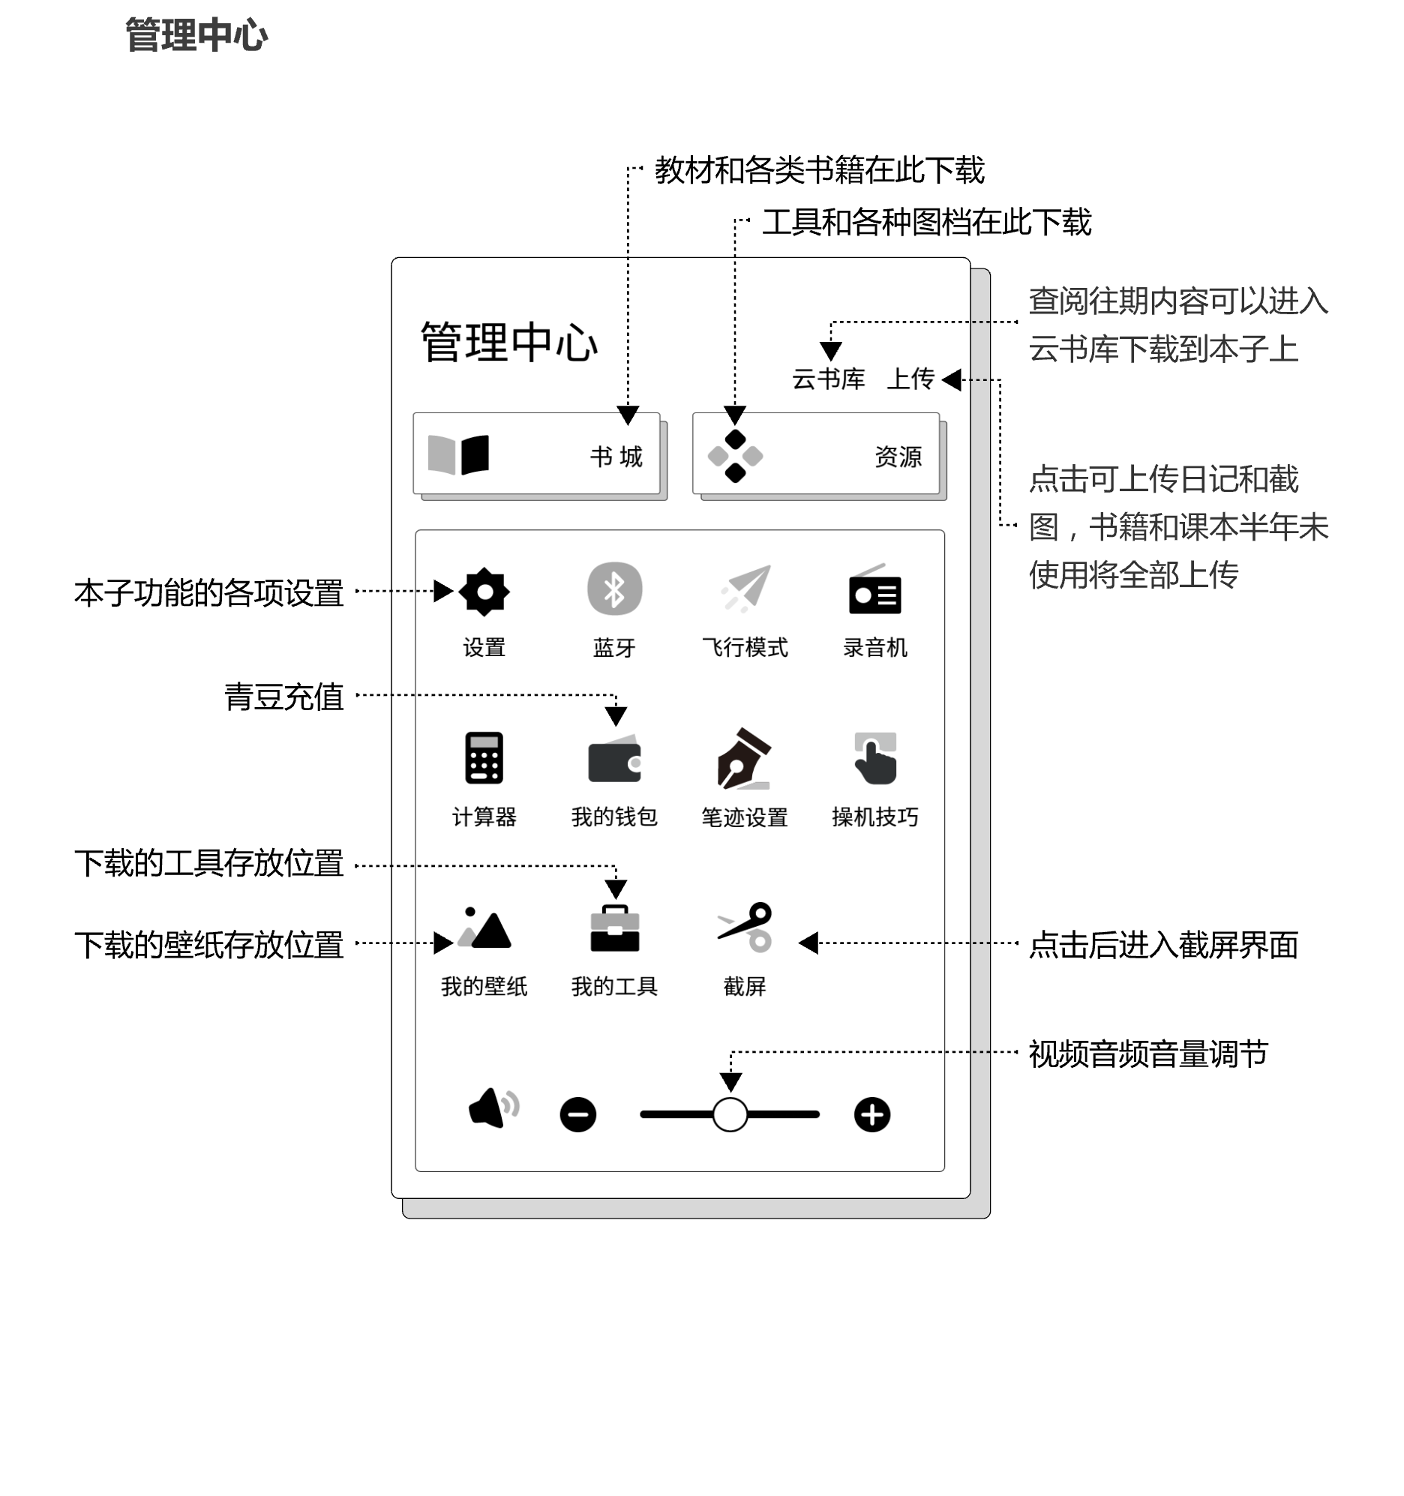 管理中心
教材和各类书籍在此下载
工具和各种图档在此下载
查阅往期内容可以进入
云书库下载到本子上
管理中心
云书库 上传
书 城
资源
点击可上传日记和截
图，书籍和课本半年未
使用将全部上传
本子功能的各项设置
设置 蓝牙 飞行模式 录音机
青豆充值
计算器 我的钱包 笔迹设置 操机技巧
下载的工具存放位置
下载的壁纸存放位置
点击后进入截屏界面
我的壁纸 我的工具 截屏
视频音频音量调节